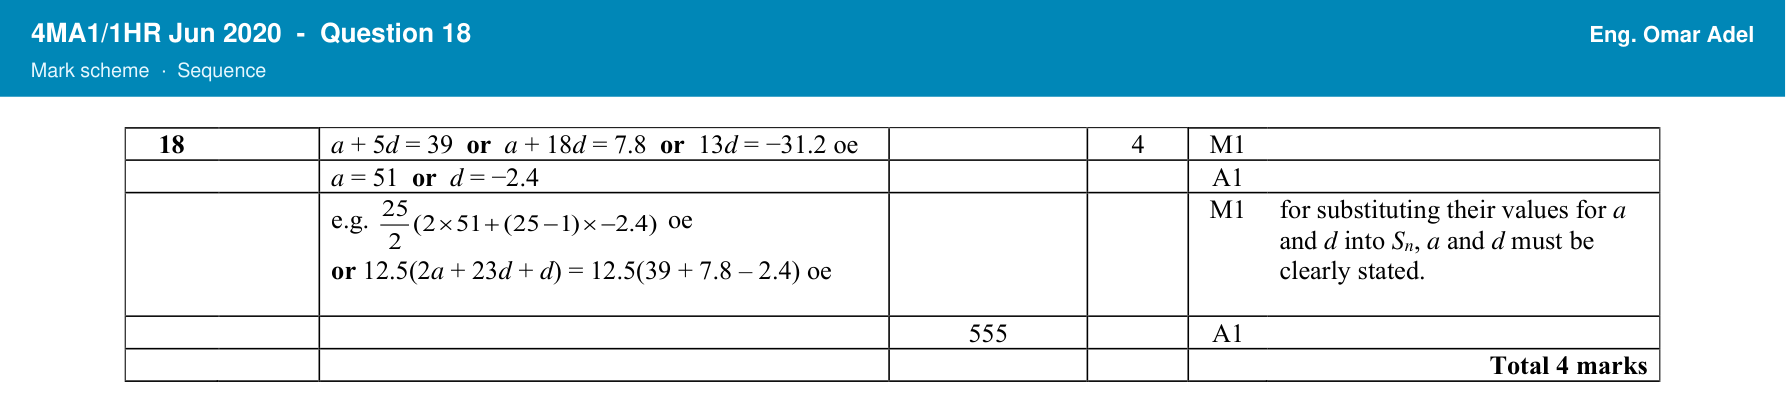 4MA1/1HR Jun 2020 - Question 18
Eng. Omar Adel
Mark scheme · Sequence
18 a + 5d = 39 or a + 18d = 7.8 or 13d = −31.2 oe 4 M1
a = 51 or d = −2.4 A1
e.g. 25/2 (2×51+(25−1)×−2.4) oe M1 for substituting their values for a
and d into Sₙ, a and d must be
or 12.5(2a + 23d + d) = 12.5(39 + 7.8 – 2.4) oe clearly stated.
555 A1
Total 4 marks